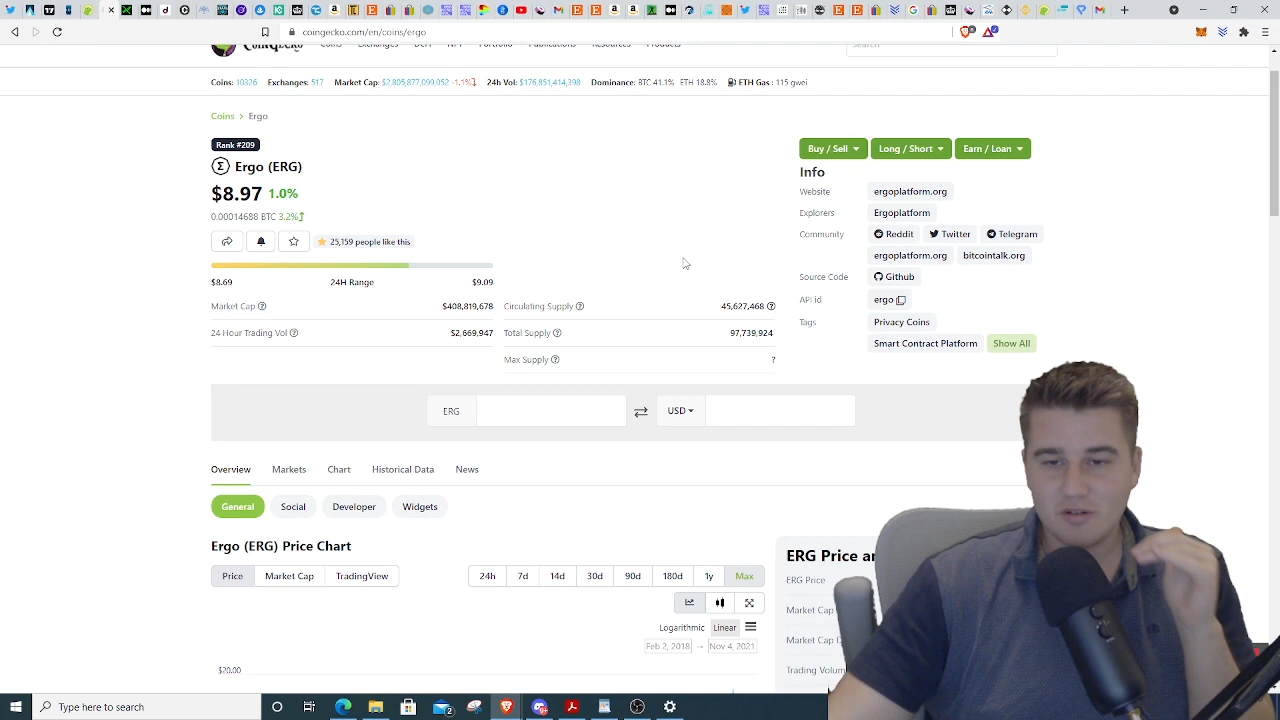 coingecko.com/en/coins/ergo
Coins: 10326 Exchanges: 517 Market Cap: $2,805,877,099,052 -1.1% 24h Vol: $176,851,414,398 Dominance: BTC 41.1% ETH 18.8% ETH Gas: 115 gwei
Coins > Ergo
Rank #209
Ergo (ERG)
$8.97 1.0%
0.00014688 BTC 3.2%
25,159 people like this
$8.69 24H Range $9.09
Market Cap $408,819,678
24 Hour Trading Vol $2,669,947
Circulating Supply 45,627,468
Total Supply 97,739,924
Max Supply ?
Buy / Sell Long / Short Earn / Loan
Info
Website ergoplatform.org
Explorers Ergoplatform
Community Reddit Twitter Telegram
ergoplatform.org bitcointalk.org
Source Code Github
API id ergo
Tags Privacy Coins
Smart Contract Platform Show All
ERG USD
Overview Markets Chart Historical Data News
General Social Developer Widgets
Ergo (ERG) Price Chart
Price Market Cap TradingView 24h 7d 14d 30d 90d 180d 1y Max
Logarithmic Linear
Feb 2, 2018 → Nov 4, 2021
$20.00
ERG Price
Market Cap
Market Cap
Trading Volum
Type here to search